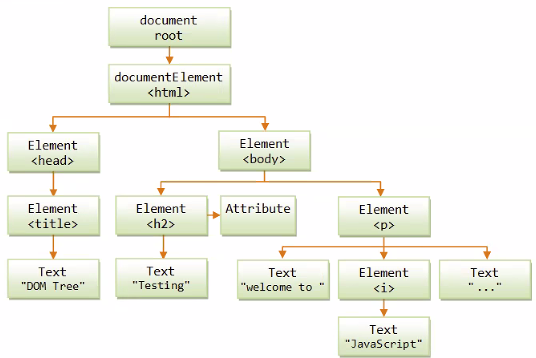 document
root
documentElement
<html>
Element
<head>
Element
<body>
Element
<title>
Element
<h2>
Attribute
Element
<p>
Text
"DOM Tree"
Text
"Testing"
Text
"welcome to "
Element
<i>
Text
"..."
Text
"JavaScript"